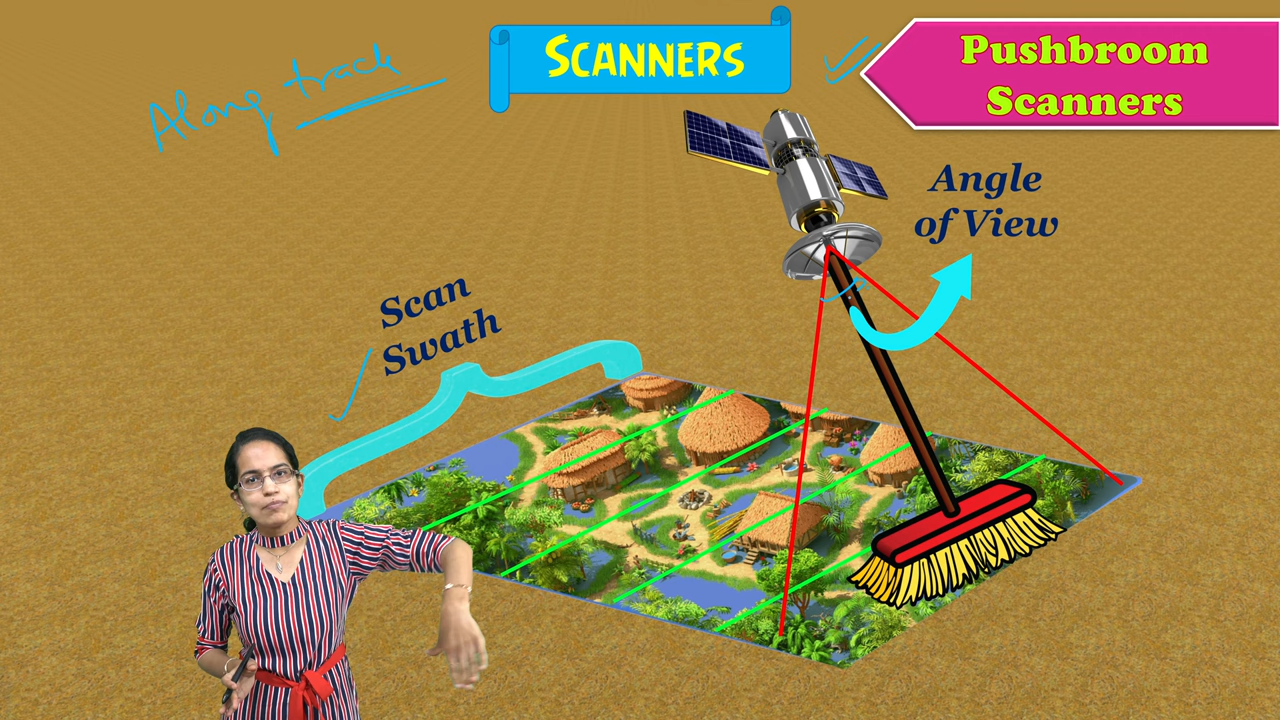 Along track
SCANNERS
Pushbroom
Scanners
Angle
of View
Scan
Swath